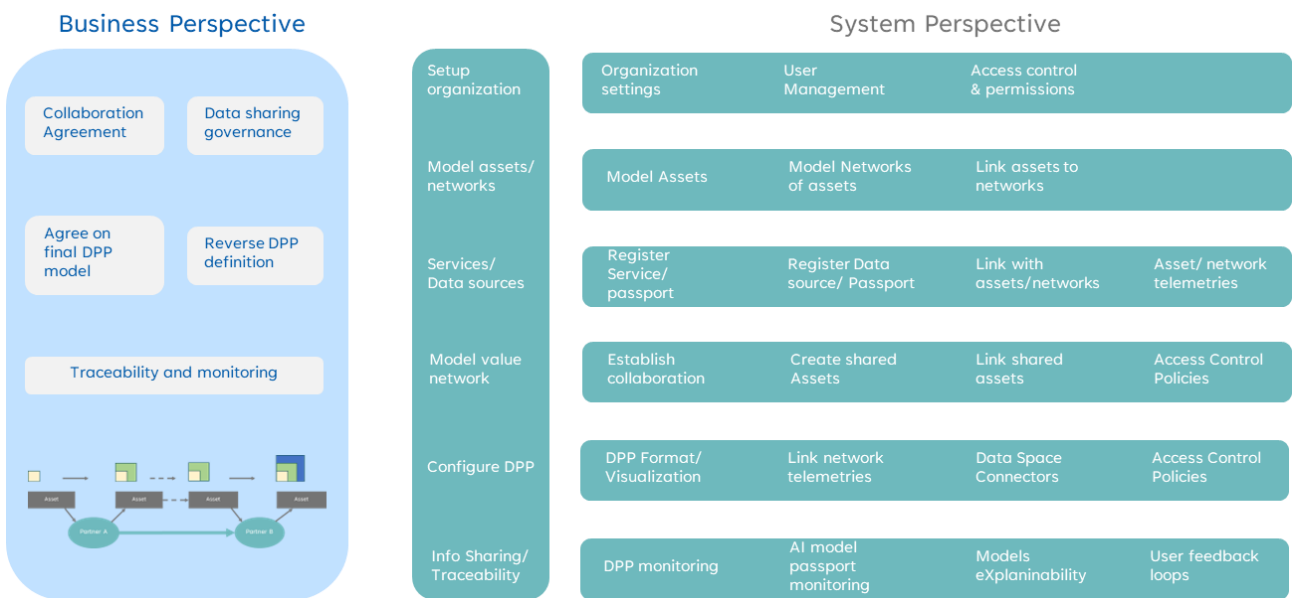 Business Perspective
System Perspective
Collaboration
Agreement
Data sharing
governance
Agree on
final DPP
model
Reverse DPP
definition
Traceability and monitoring
Asset
Asset
Asset
Asset
Partner A
Partner B
Setup
organization
Organization
settings
User
Management
Access control
& permissions
Model assets/
networks
Model Assets
Model Networks
of assets
Link assets to
networks
Services/
Data sources
Register
Service/
passport
Register Data
source/ Passport
Link with
assets/networks
Asset/ network
telemetries
Model value
network
Establish
collaboration
Create shared
Assets
Link shared
assets
Access Control
Policies
Configure DPP
DPP Format/
Visualization
Link network
telemetries
Data Space
Connectors
Access Control
Policies
Info Sharing/
Traceability
DPP monitoring
AI model
passport
monitoring
Models
eXplaninability
User feedback
loops